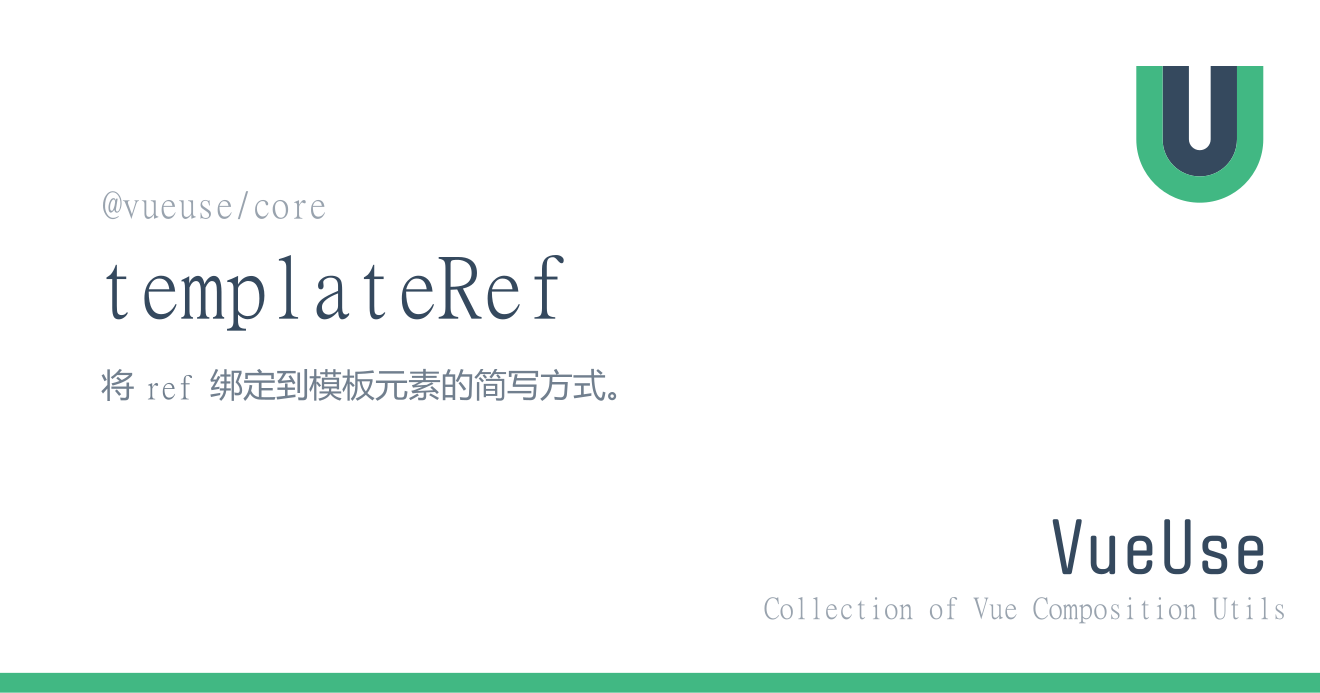 @vueuse/core
templateRef
将 ref 绑定到模板元素的简写方式。
VueUse
Collection of Vue Composition Utils